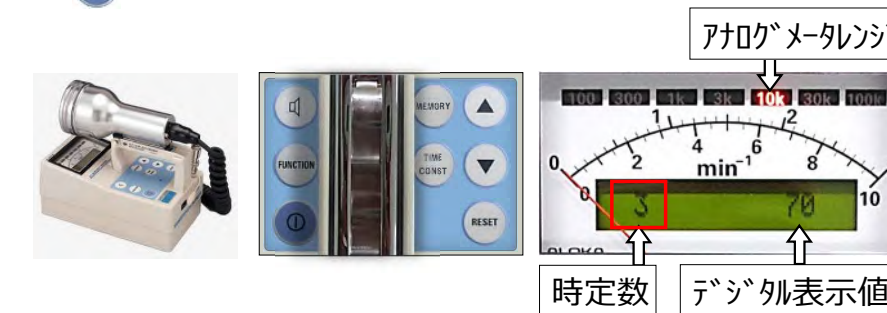 アナログメータレンジ
MEMORY
FUNCTION
TIME
CONST
RESET
100 300 1k 3k 10k 30k 100k
0 1 2 3
0 2 4 6 8 10
min⁻¹
3 70
時定数
デジタル表示値